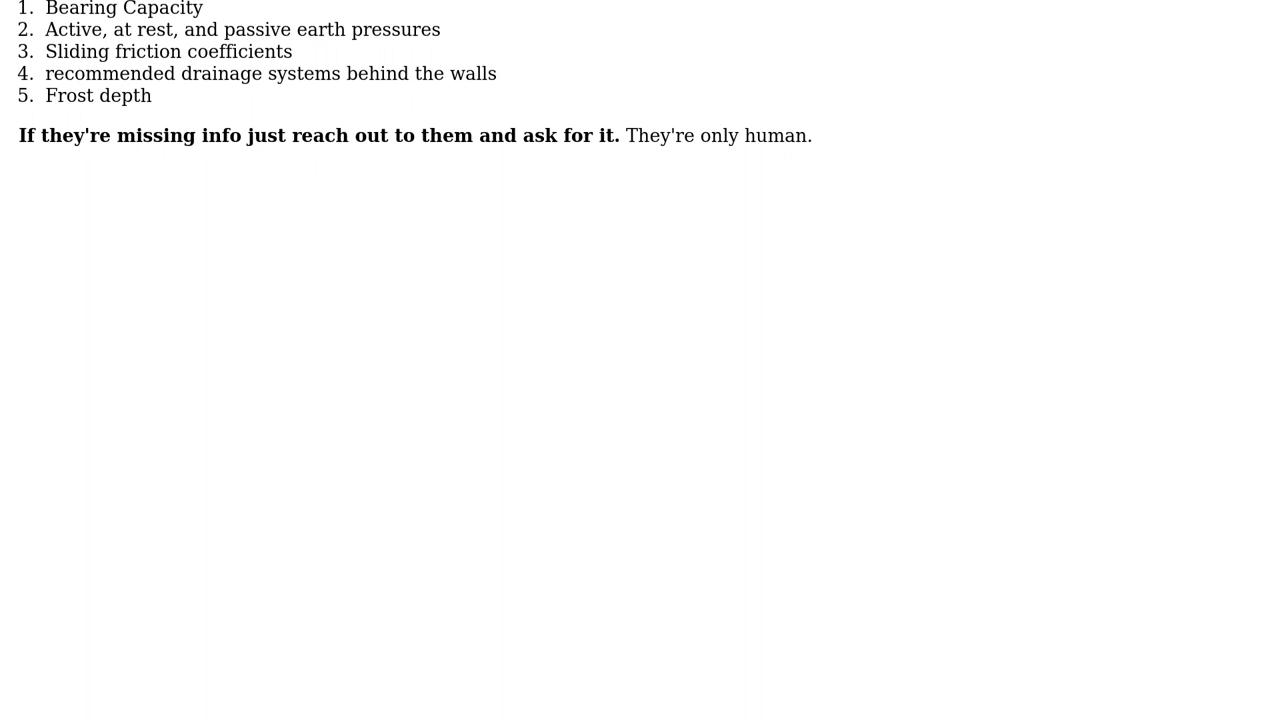 1. Bearing Capacity
2. Active, at rest, and passive earth pressures
3. Sliding friction coefficients
4. recommended drainage systems behind the walls
5. Frost depth
If they're missing info just reach out to them and ask for it. They're only human.